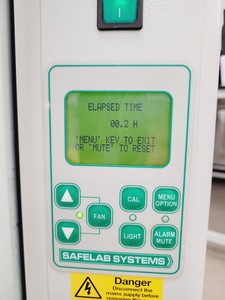 ELAPSED TIME
00.2 H
'MENU' KEY TO EXIT
OR 'MUTE' TO RESET
CAL
MENU
OPTION
FAN
LIGHT
ALARM
MUTE
SAFELAB SYSTEMS
Danger
Disconnect the
mains supply before